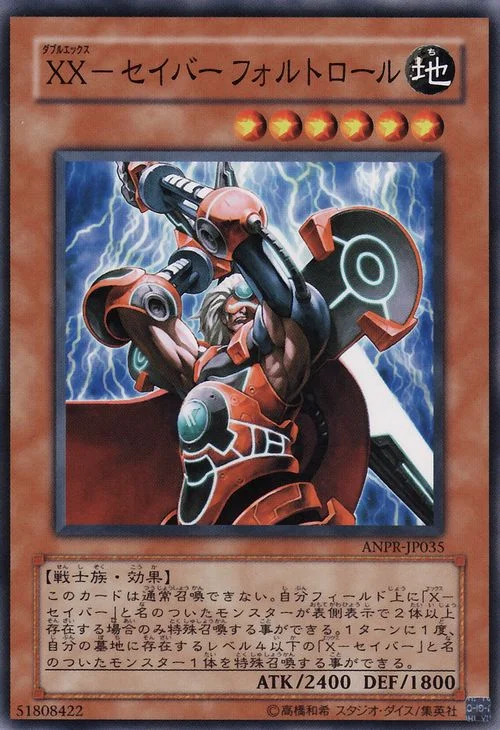 ダブルエックス
XX－セイバー フォルトロール
ち
地
ANPR-JP035
【戦士族・効果】
このカードは通常召喚できない。自分フィールド上に「X－
セイバー」と名のついたモンスターが表側表示で２体以上
存在する場合のみ特殊召喚する事ができる。１ターンに１度、
自分の墓地に存在するレベル４以下の「X－セイバー」と名
のついたモンスター１体を特殊召喚する事ができる。
ATK/2400 DEF/1800
51808422
©高橋和希 スタジオ・ダイス/集英社